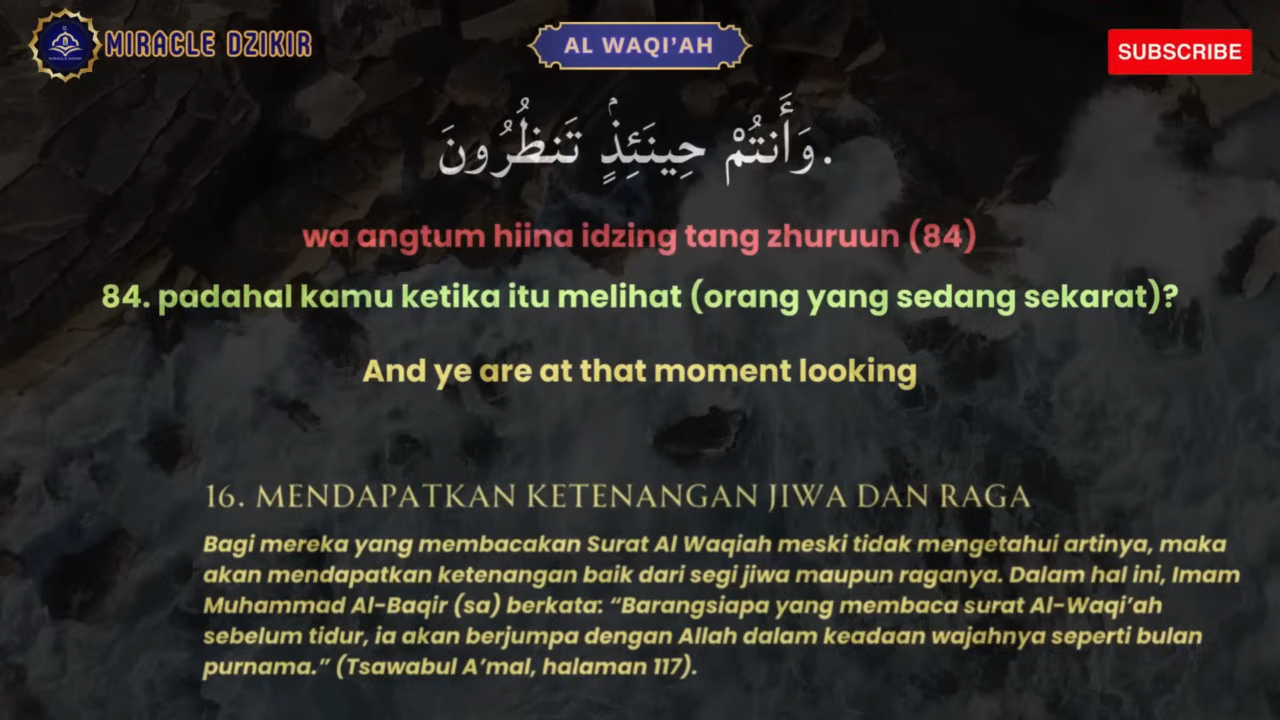 MIRACLE DZIKIR
AL WAQI'AH
SUBSCRIBE
وَأَنتُمْ حِينَئِذٍۢ تَنظُرُونَ.
wa angtum hiina idzing tang zhuruun (84)
84. padahal kamu ketika itu melihat (orang yang sedang sekarat)?
And ye are at that moment looking
16. MENDAPATKAN KETENANGAN JIWA DAN RAGA
Bagi mereka yang membacakan Surat Al Waqiah meski tidak mengetahui artinya, maka
akan mendapatkan ketenangan baik dari segi jiwa maupun raganya. Dalam hal ini, Imam
Muhammad Al-Baqir (sa) berkata: “Barangsiapa yang membaca surat Al-Waqi’ah
sebelum tidur, ia akan berjumpa dengan Allah dalam keadaan wajahnya seperti bulan
purnama.” (Tsawabul A’mal, halaman 117).